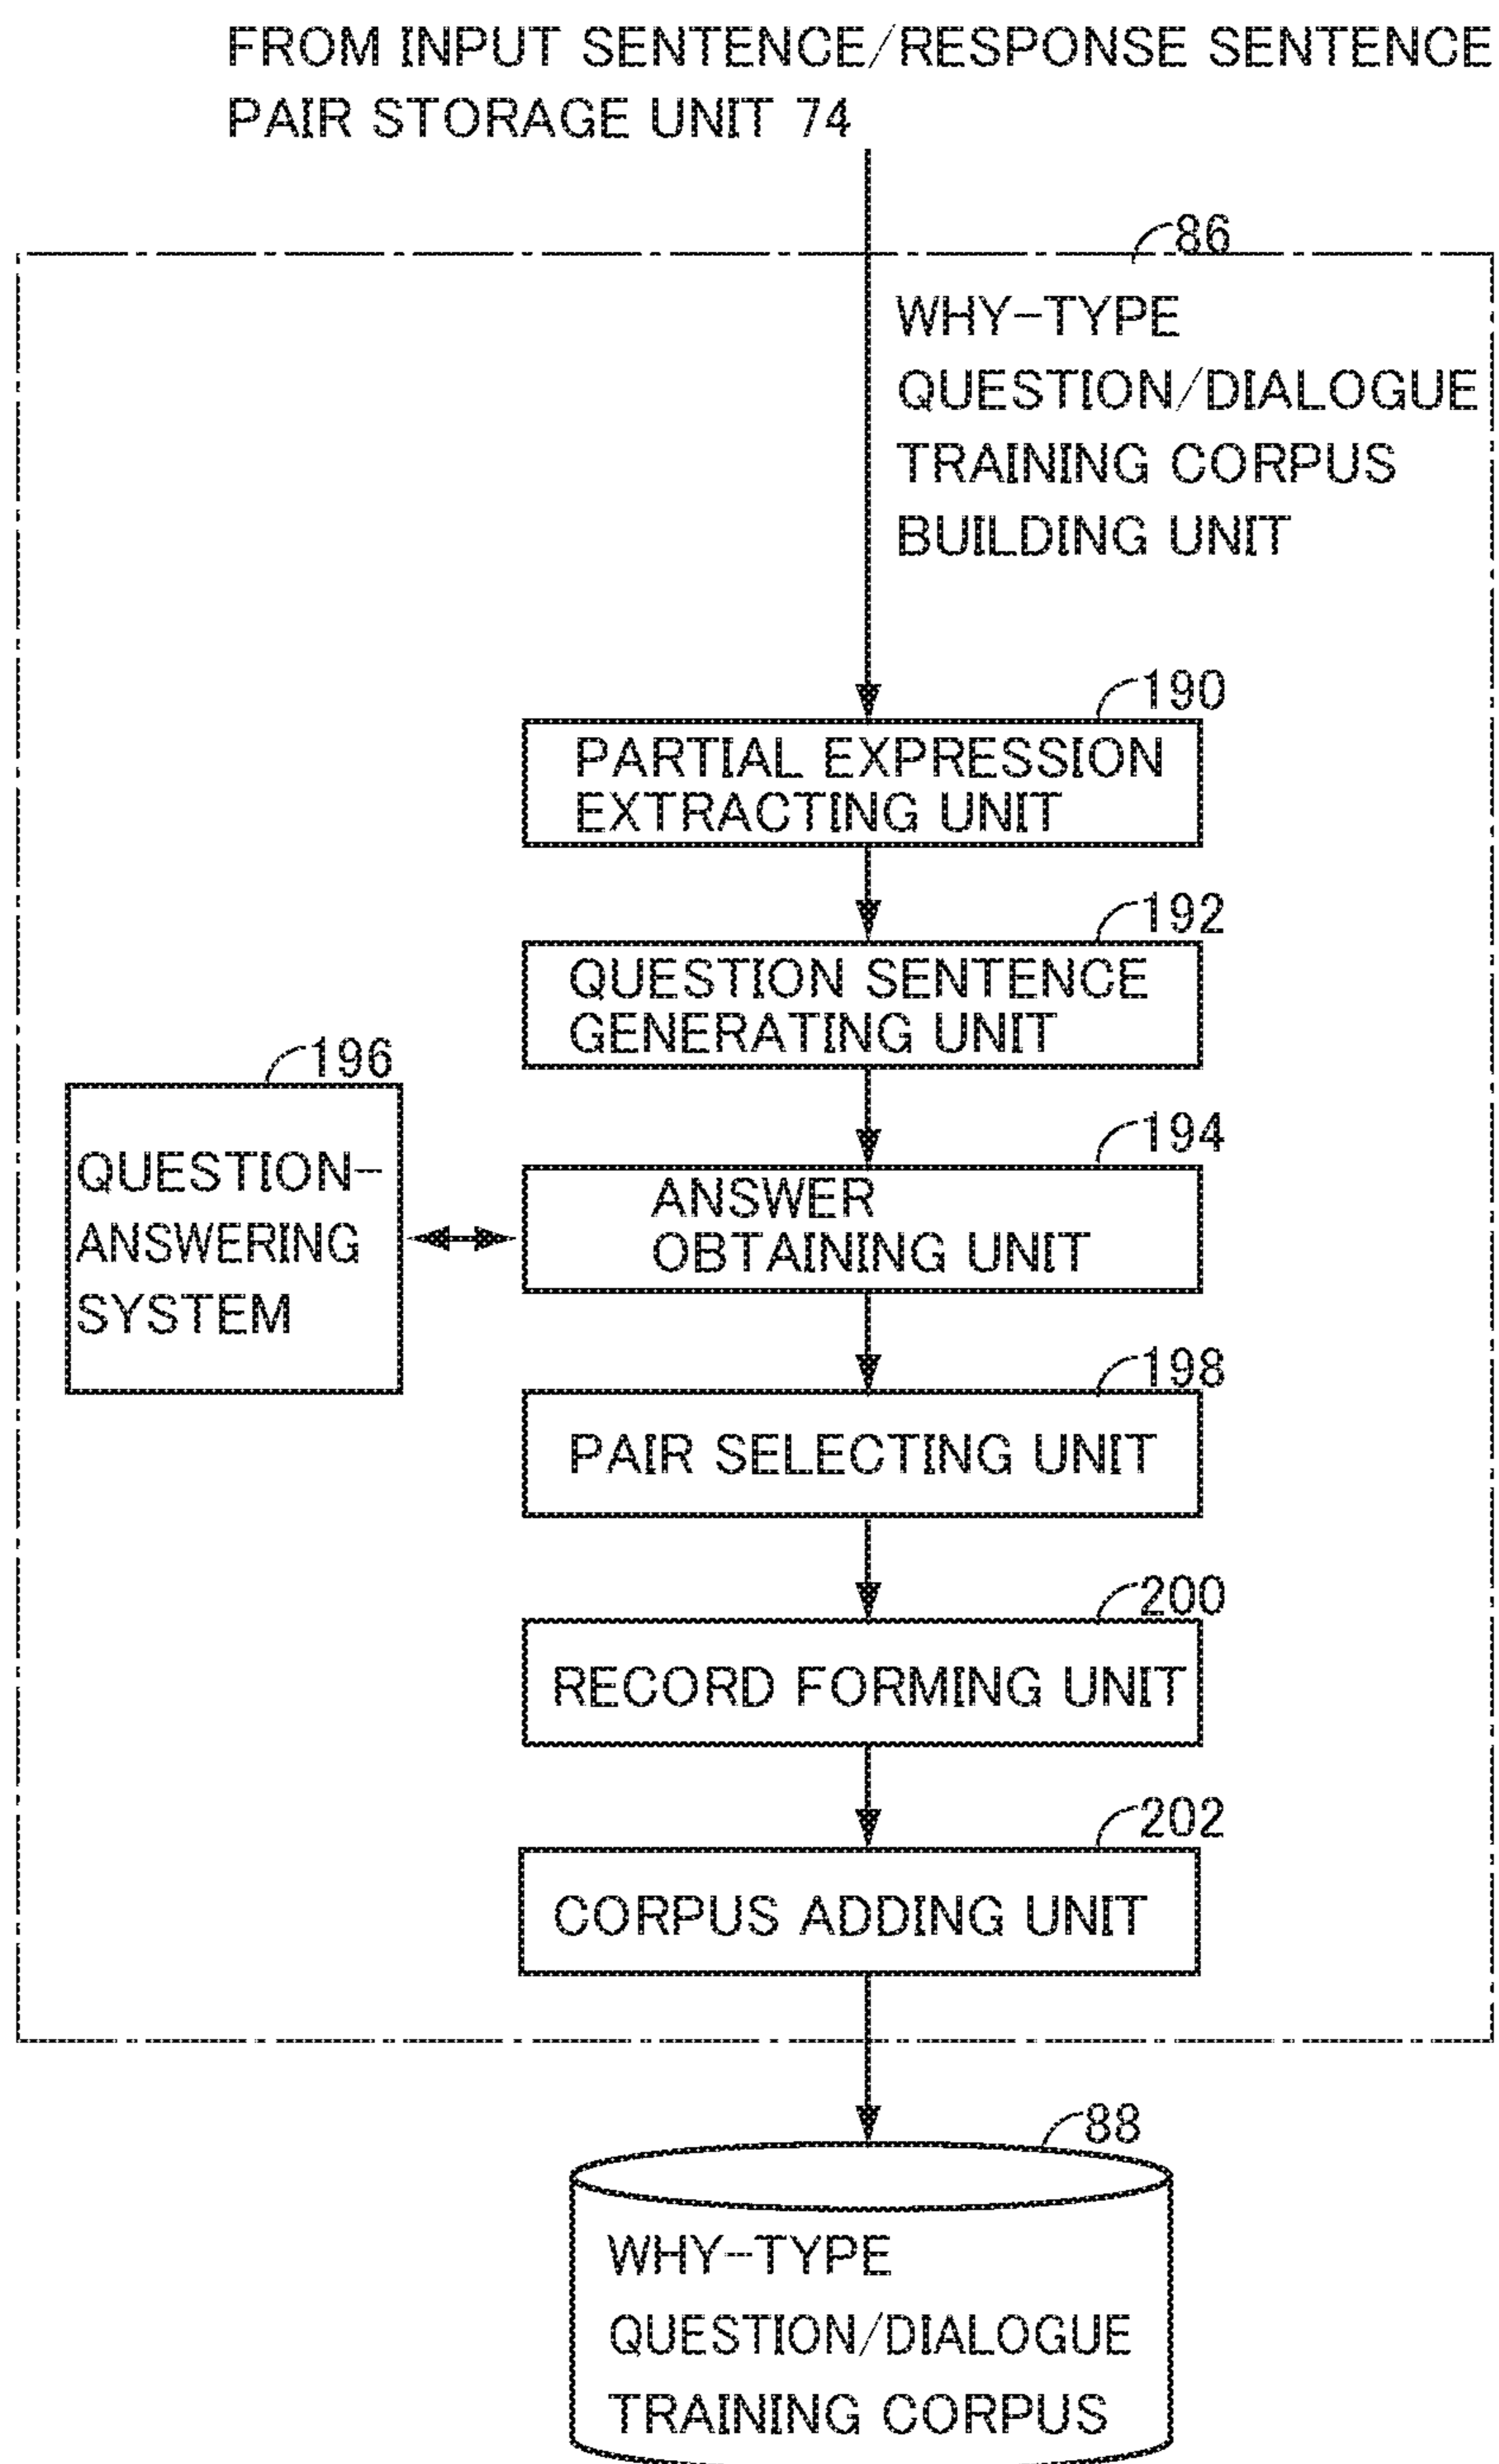 FROM INPUT SENTENCE/RESPONSE SENTENCE
PAIR STORAGE UNIT 74
86
WHY-TYPE
QUESTION/DIALOGUE
TRAINING CORPUS
BUILDING UNIT
190
PARTIAL EXPRESSION
EXTRACTING UNIT
192
QUESTION SENTENCE
GENERATING UNIT
196
QUESTION-
ANSWERING
SYSTEM
194
ANSWER
OBTAINING UNIT
198
PAIR SELECTING UNIT
200
RECORD FORMING UNIT
202
CORPUS ADDING UNIT
88
WHY-TYPE
QUESTION/DIALOGUE
TRAINING CORPUS